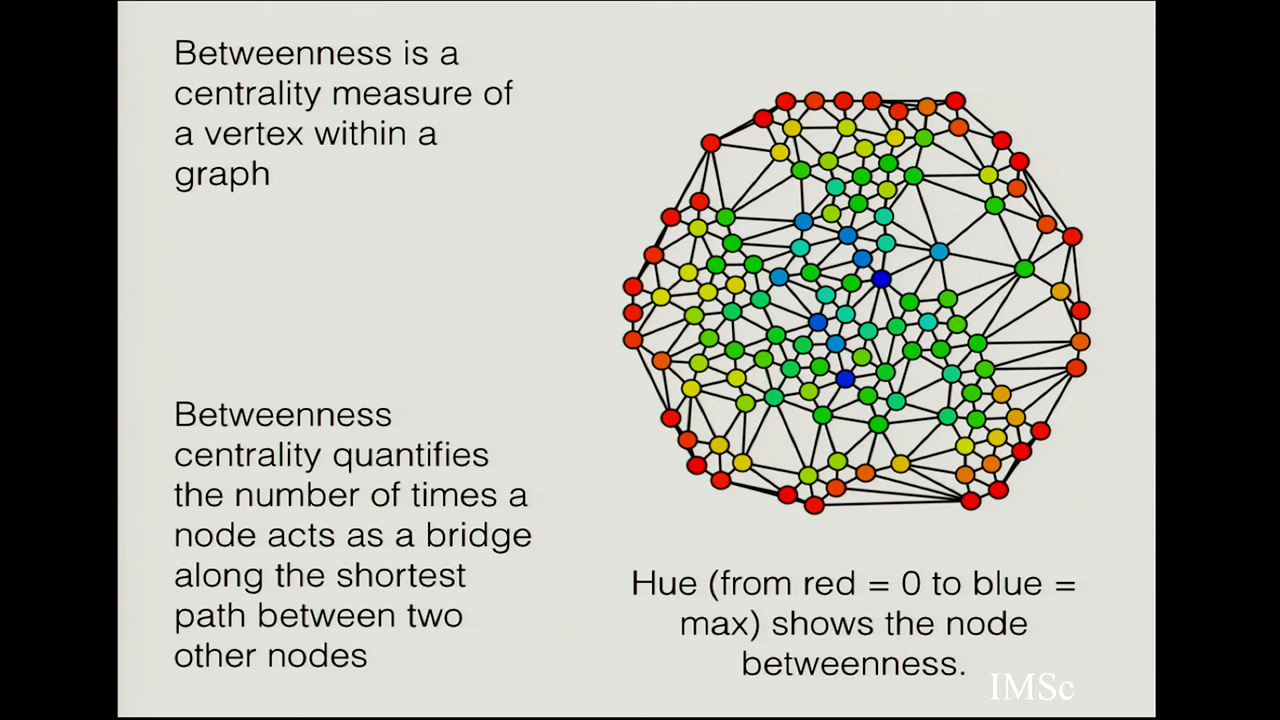 Betweenness is a
centrality measure of
a vertex within a
graph
Betweenness
centrality quantifies
the number of times a
node acts as a bridge
along the shortest
path between two
other nodes
Hue (from red = 0 to blue =
max) shows the node
betweenness.
IMSc